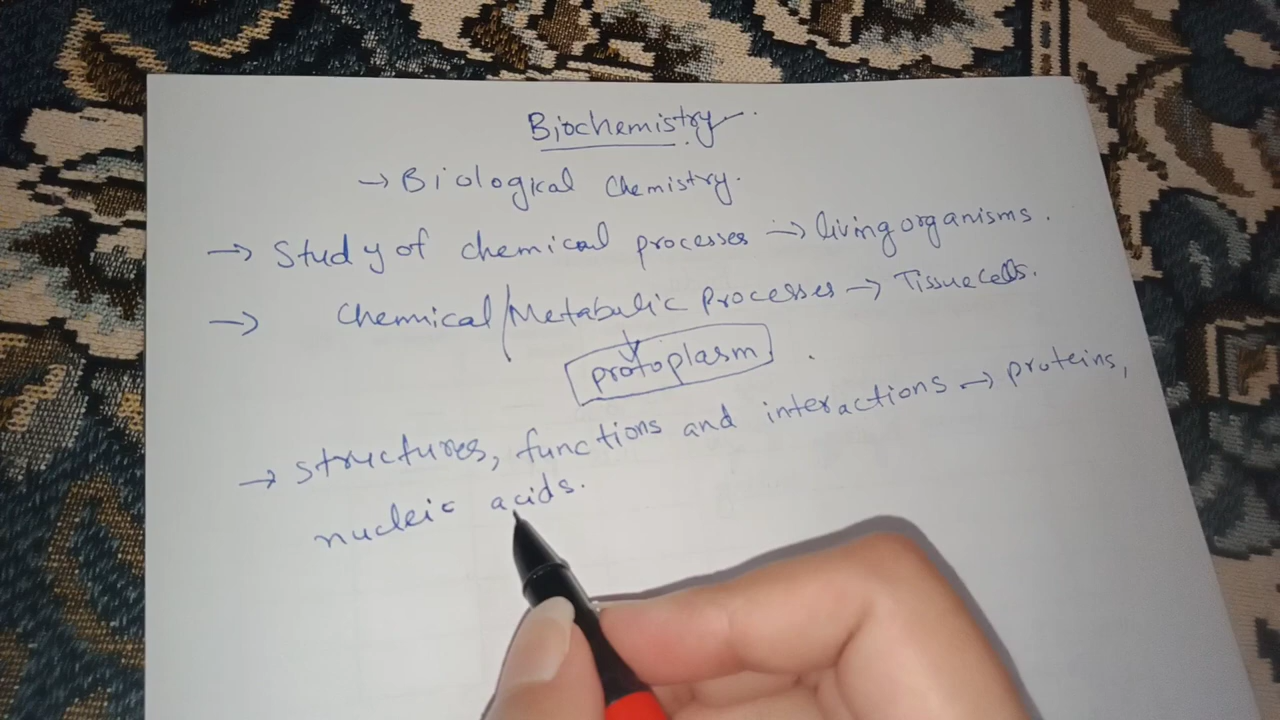 Biochemistry.
→ Biological Chemistry.
→ Study of chemical processes → living organisms.
→ Chemical/Metabolic processes → Tissue cells.
protoplasm
→ structures, functions and interactions → proteins,
nucleic acids.